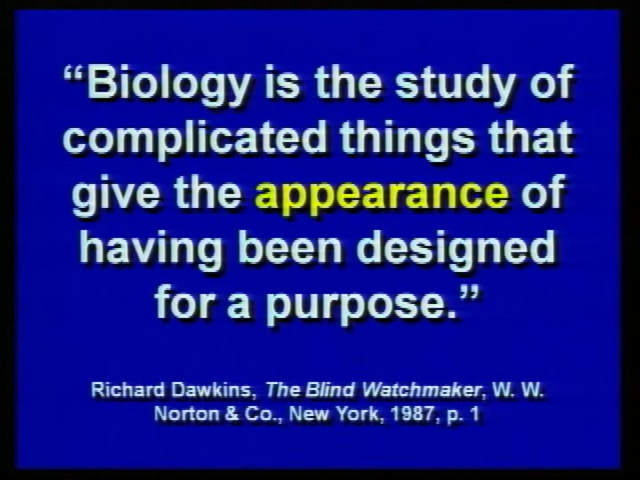 “Biology is the study of
complicated things that
give the appearance of
having been designed
for a purpose.”
Richard Dawkins, The Blind Watchmaker, W. W.
Norton & Co., New York, 1987, p. 1